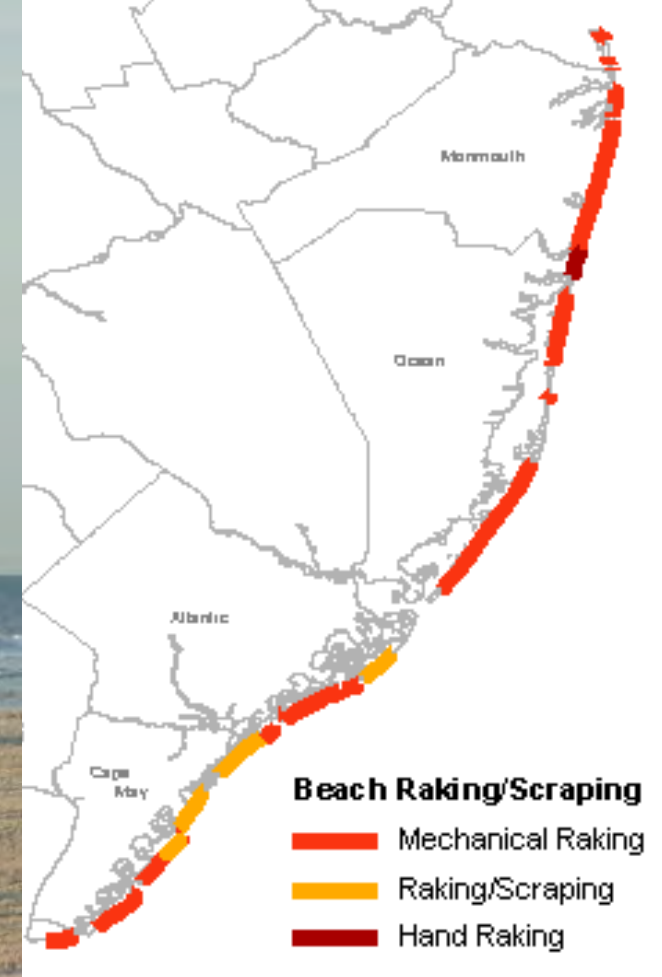 Monmouth
Ocean
Atlantic
Cape
May
Beach Raking/Scraping
Mechanical Raking
Raking/Scraping
Hand Raking